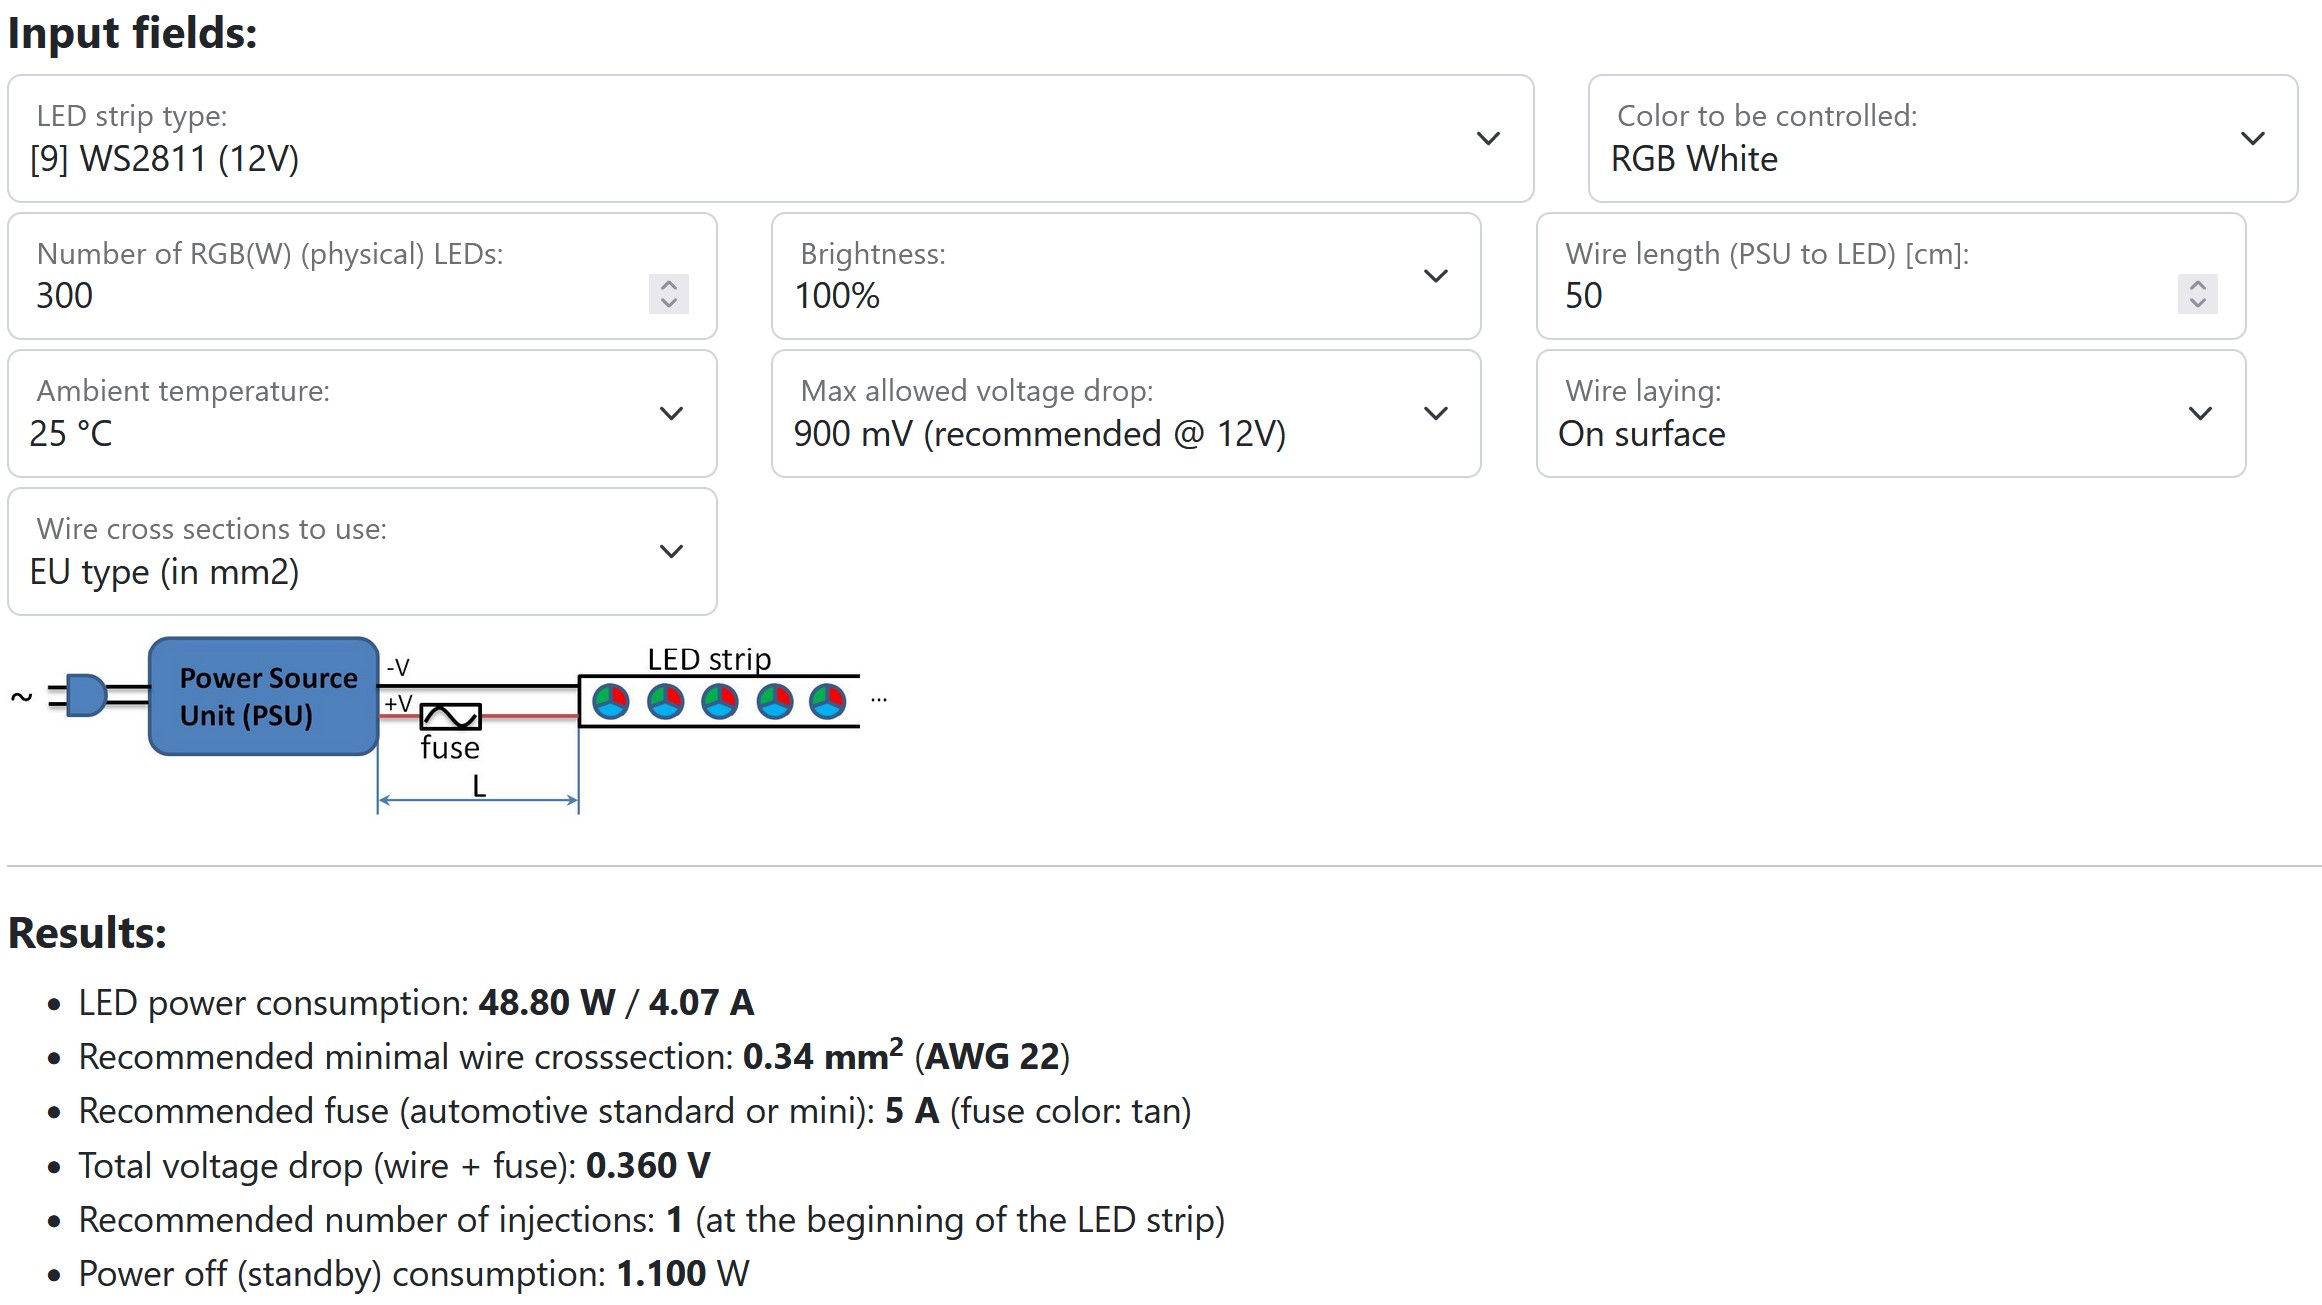 Input fields:
LED strip type:
[9] WS2811 (12V)
Color to be controlled:
RGB White
Number of RGB(W) (physical) LEDs:
300
Brightness:
100%
Wire length (PSU to LED) [cm]:
50
Ambient temperature:
25 °C
Max allowed voltage drop:
900 mV (recommended @ 12V)
Wire laying:
On surface
Wire cross sections to use:
EU type (in mm2)
~
Power Source
Unit (PSU)
-V
+V
fuse
L
LED strip
...
Results:
• LED power consumption: 48.80 W / 4.07 A
• Recommended minimal wire crosssection: 0.34 mm² (AWG 22)
• Recommended fuse (automotive standard or mini): 5 A (fuse color: tan)
• Total voltage drop (wire + fuse): 0.360 V
• Recommended number of injections: 1 (at the beginning of the LED strip)
• Power off (standby) consumption: 1.100 W